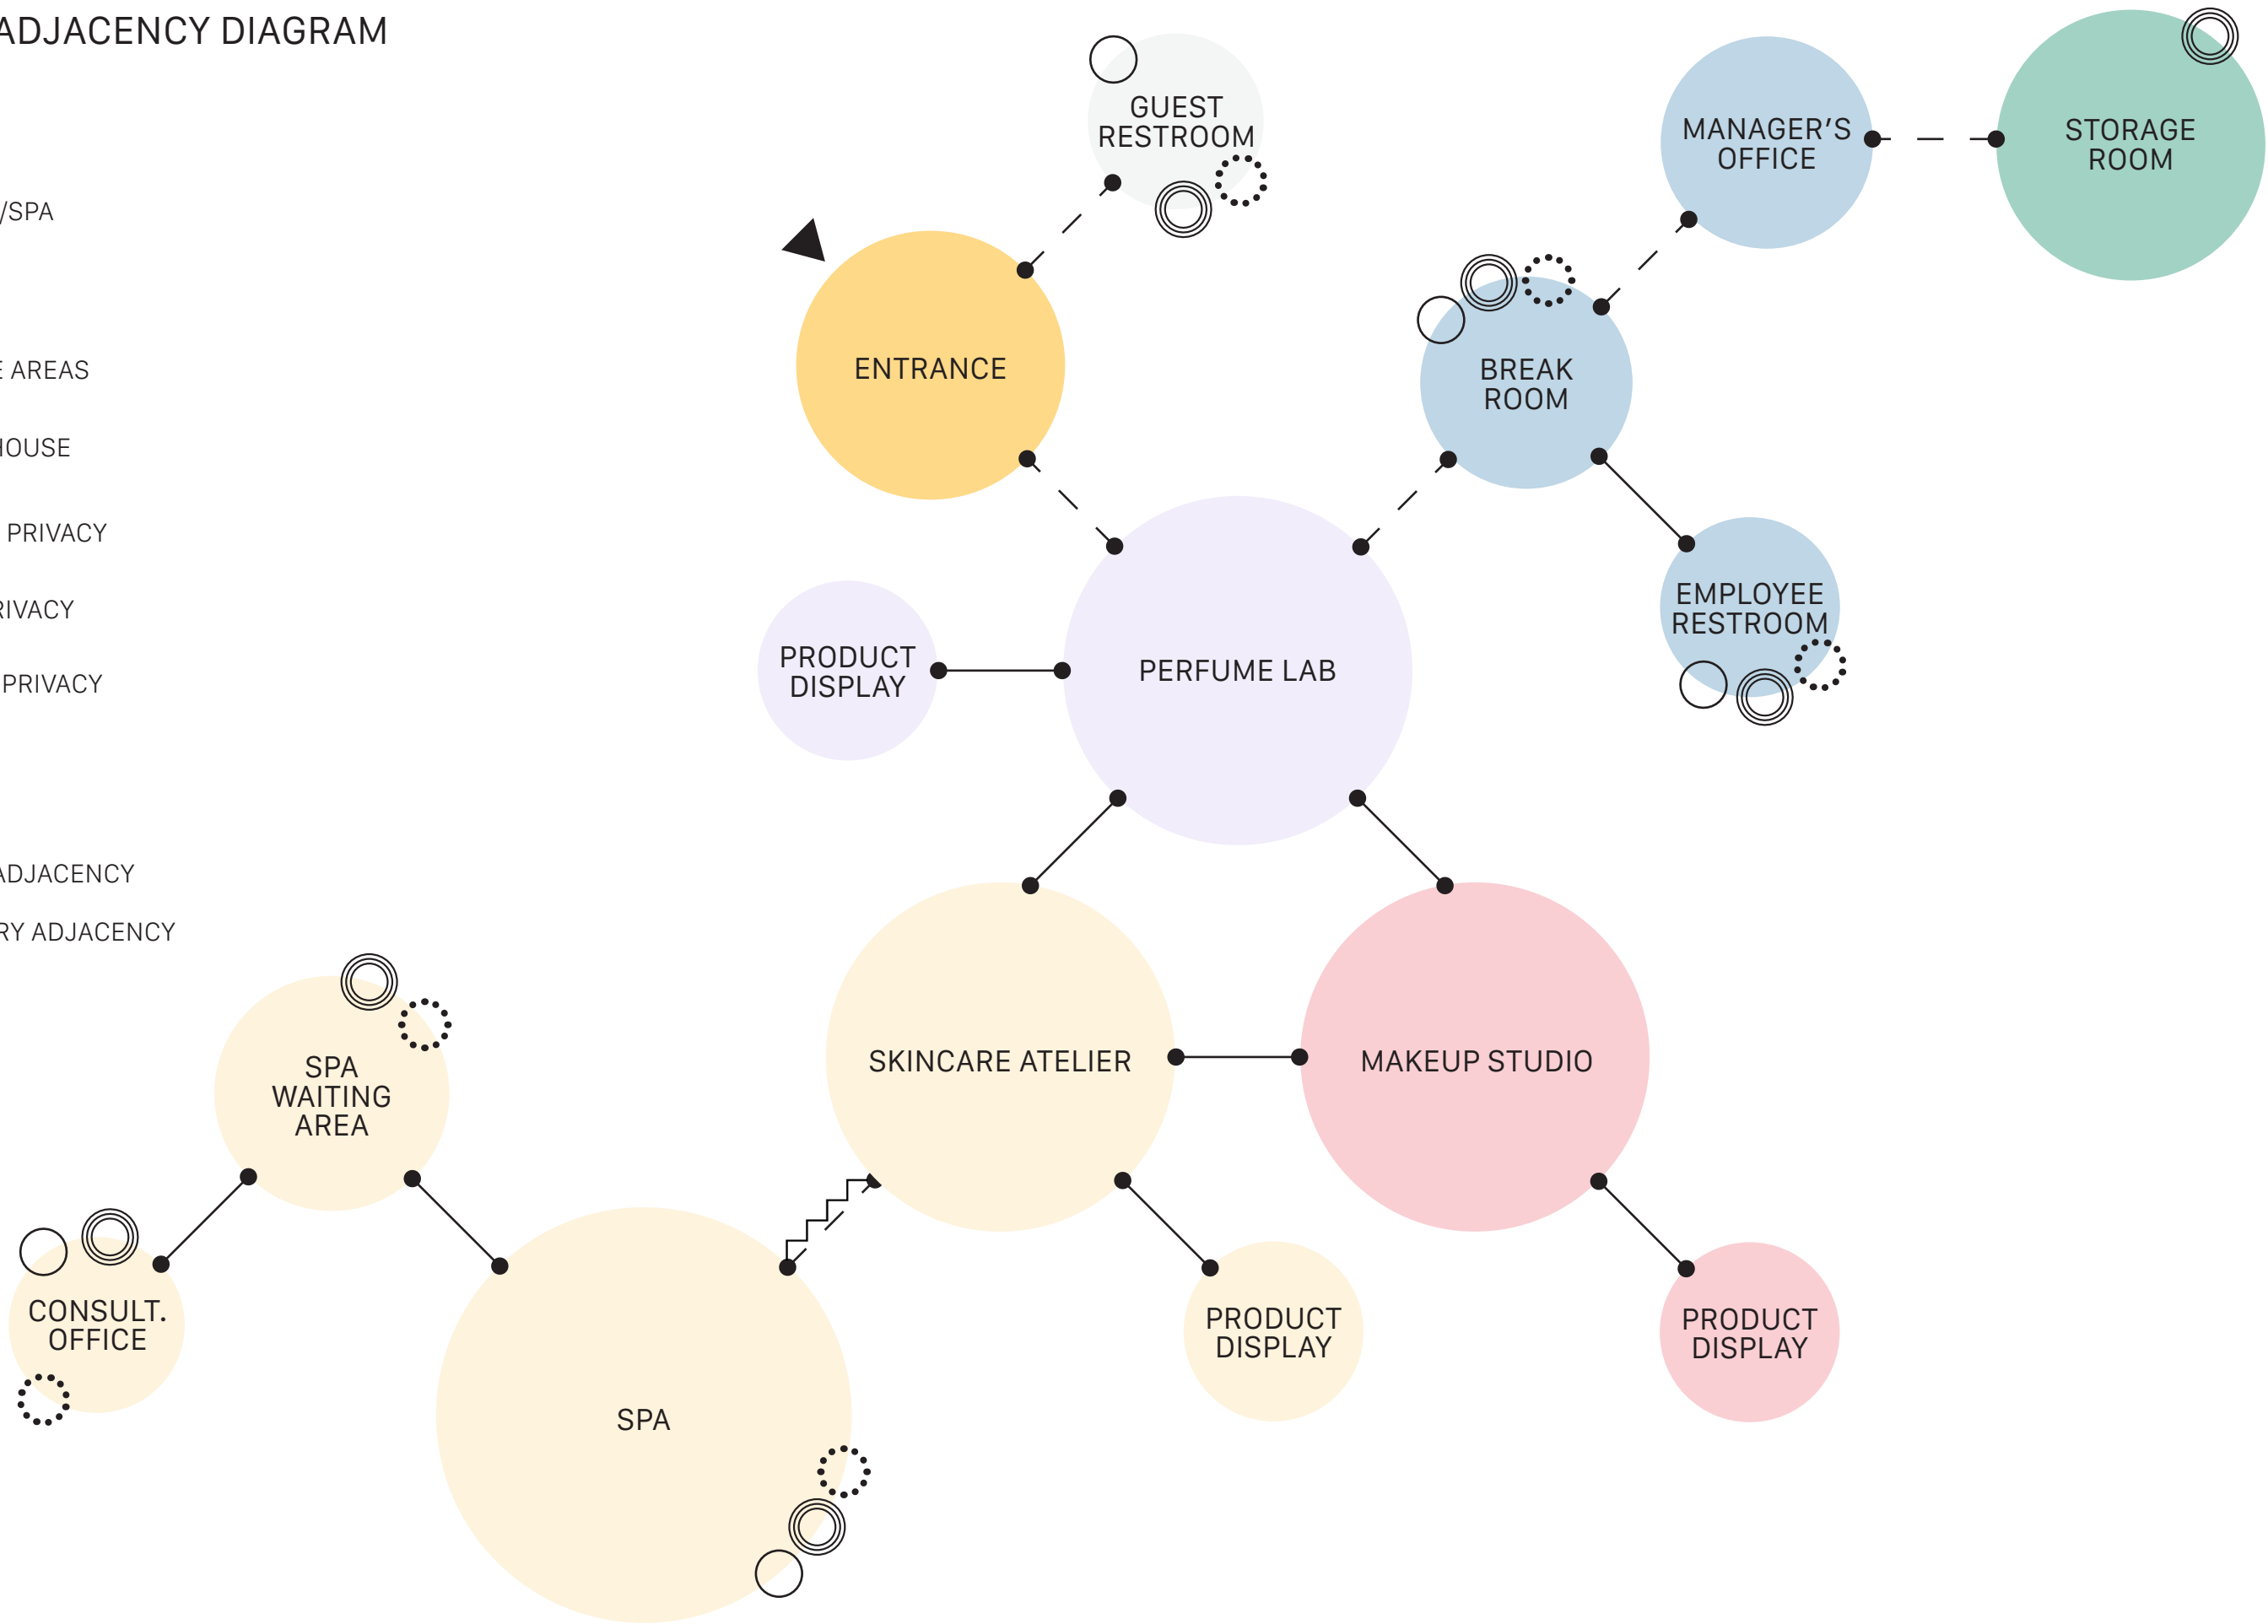 ADJACENCY DIAGRAM
/SPA
E AREAS
HOUSE
PRIVACY
RIVACY
PRIVACY
ADJACENCY
RY ADJACENCY
GUEST
RESTROOM
MANAGER'S
OFFICE
STORAGE
ROOM
ENTRANCE
BREAK
ROOM
EMPLOYEE
RESTROOM
PRODUCT
DISPLAY
PERFUME LAB
SPA
WAITING
AREA
SKINCARE ATELIER
MAKEUP STUDIO
CONSULT.
OFFICE
SPA
PRODUCT
DISPLAY
PRODUCT
DISPLAY